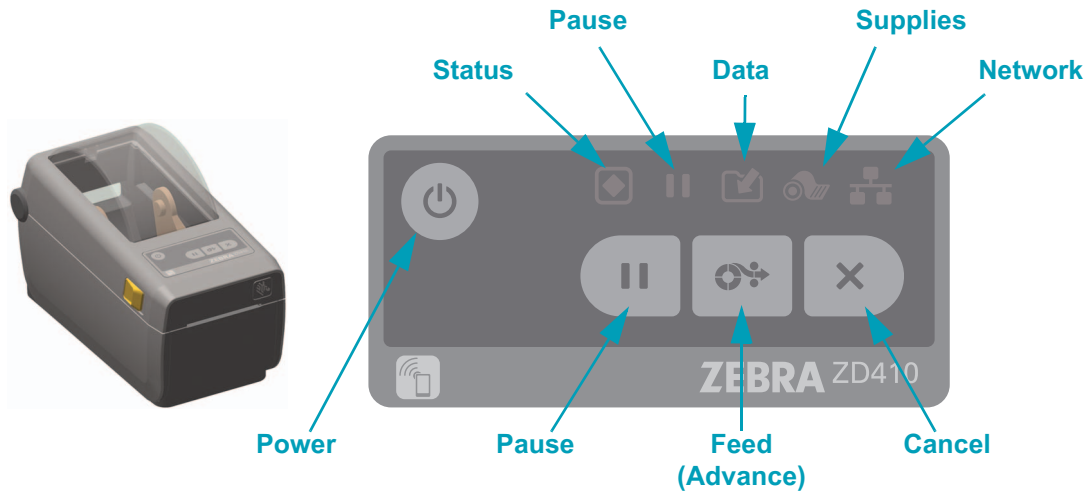 Pause
Supplies
Status
Data
Network
ZEBRA ZD410
Power
Pause
Feed
(Advance)
Cancel